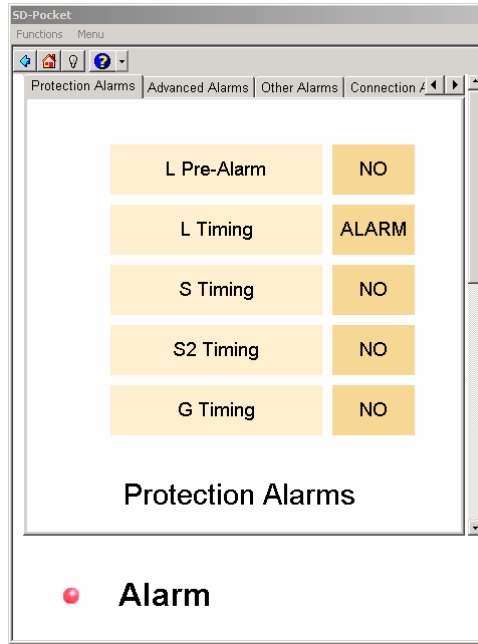 SD-Pocket
Functions Menu
?
Protection Alarms Advanced Alarms Other Alarms Connection A
L Pre-Alarm NO
L Timing ALARM
S Timing NO
S2 Timing NO
G Timing NO
Protection Alarms
Alarm